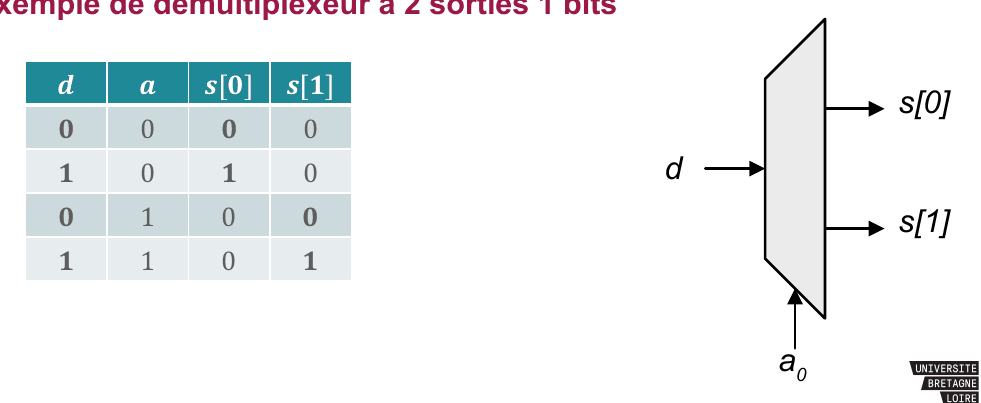 xemple de démultiplexeur à 2 sorties 1 bits
d a s[0] s[1]
0 0 0 0
1 0 1 0
0 1 0 0
1 1 0 1
s[0]
d
s[1]
a0
UNIVERSITE
BRETAGNE
LOIRE